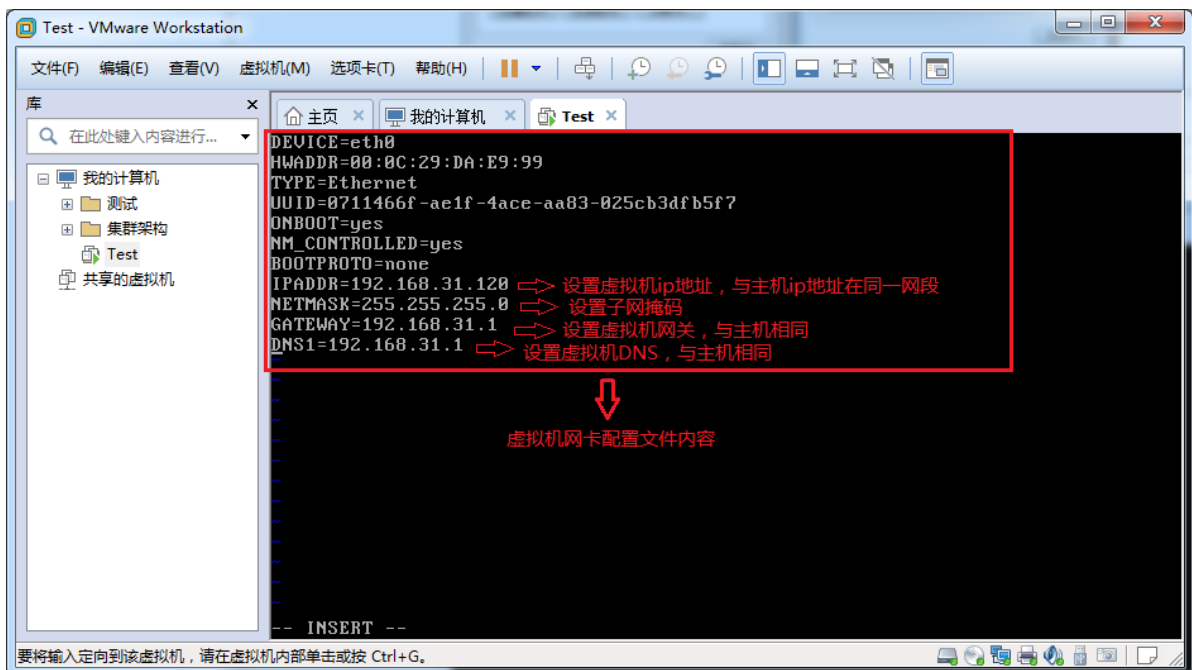 Test - VMware Workstation
文件(F) 编辑(E) 查看(V) 虚拟机(M) 选项卡(T) 帮助(H)
库
主页 我的计算机 Test
在此处键入内容进行...
我的计算机
测试
集群架构
Test
共享的虚拟机
DEVICE=eth0
HWADDR=00:0C:29:DA:E9:99
TYPE=Ethernet
UUID=0711466f-ae1f-4ace-aa83-025cb3dfb5f7
ONBOOT=yes
NM_CONTROLLED=yes
BOOTPROTO=none
IPADDR=192.168.31.120 设置虚拟机ip地址，与主机ip地址在同一网段
NETMASK=255.255.255.0 设置子网掩码
GATEWAY=192.168.31.1 设置虚拟机网关，与主机相同
DNS1=192.168.31.1 设置虚拟机DNS，与主机相同
虚拟机网卡配置文件内容
~
~
~
~
~
~
~
~
~
~
~
~
-- INSERT --
要将输入定向到该虚拟机，请在虚拟机内部单击或按 Ctrl+G。